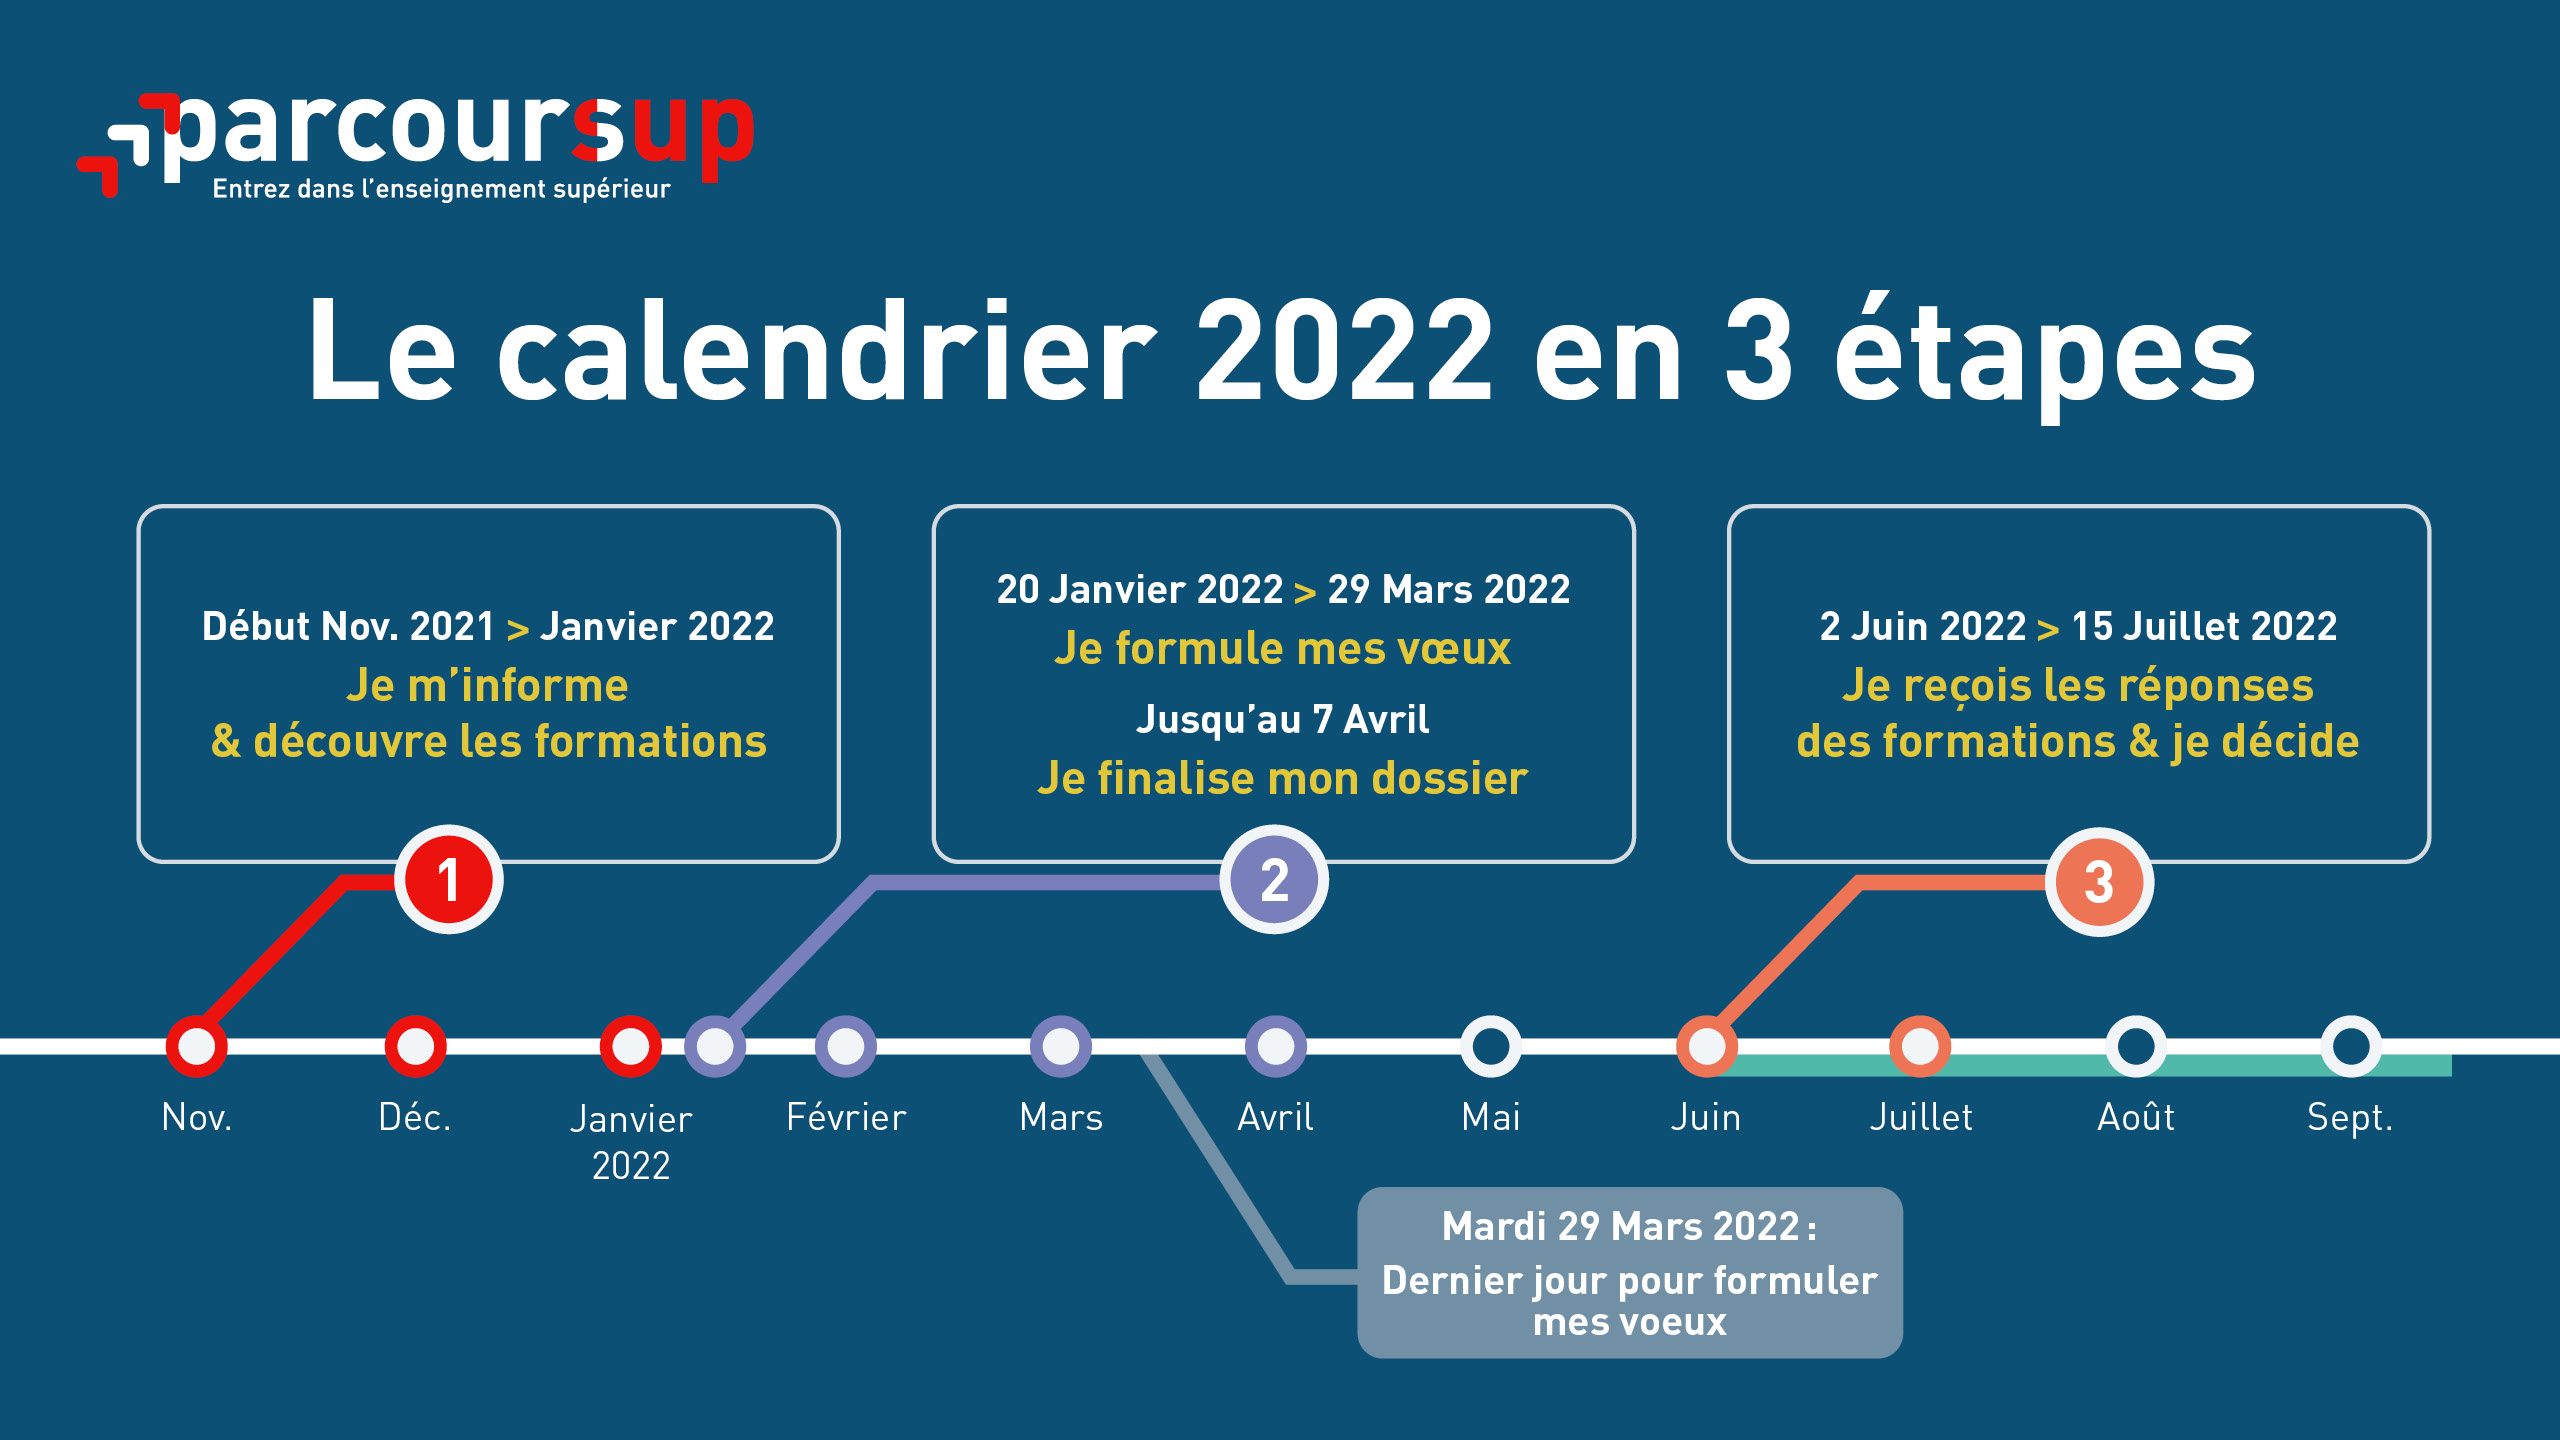 parcoursup
Entrez dans l’enseignement supérieur
Le calendrier 2022 en 3 étapes
Début Nov. 2021 > Janvier 2022
Je m’informe
& découvre les formations
1
20 Janvier 2022 > 29 Mars 2022
Je formule mes vœux
Jusqu’au 7 Avril
Je finalise mon dossier
2
2 Juin 2022 > 15 Juillet 2022
Je reçois les réponses
des formations & je décide
3
Nov.
Déc.
Janvier
2022
Février
Mars
Avril
Mai
Juin
Juillet
Août
Sept.
Mardi 29 Mars 2022 :
Dernier jour pour formuler
mes voeux